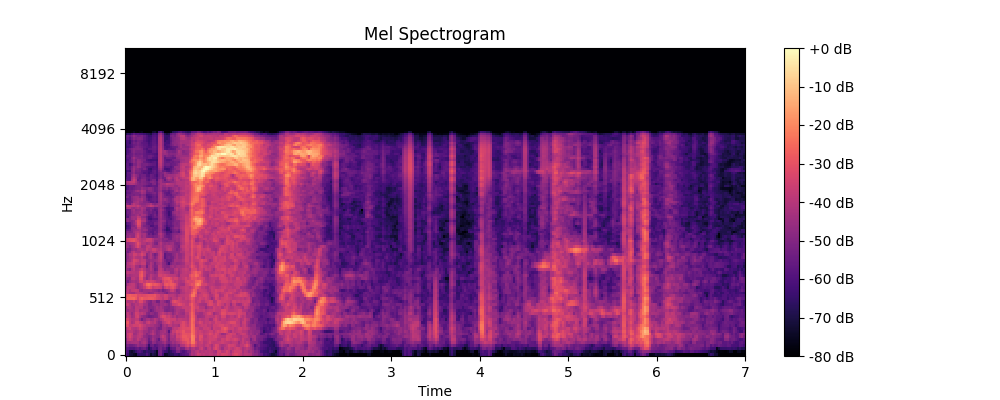 Mel Spectrogram
8192
4096
2048
1024
512
0
Hz
0 1 2 3 4 5 6 7
Time
+0 dB
-10 dB
-20 dB
-30 dB
-40 dB
-50 dB
-60 dB
-70 dB
-80 dB